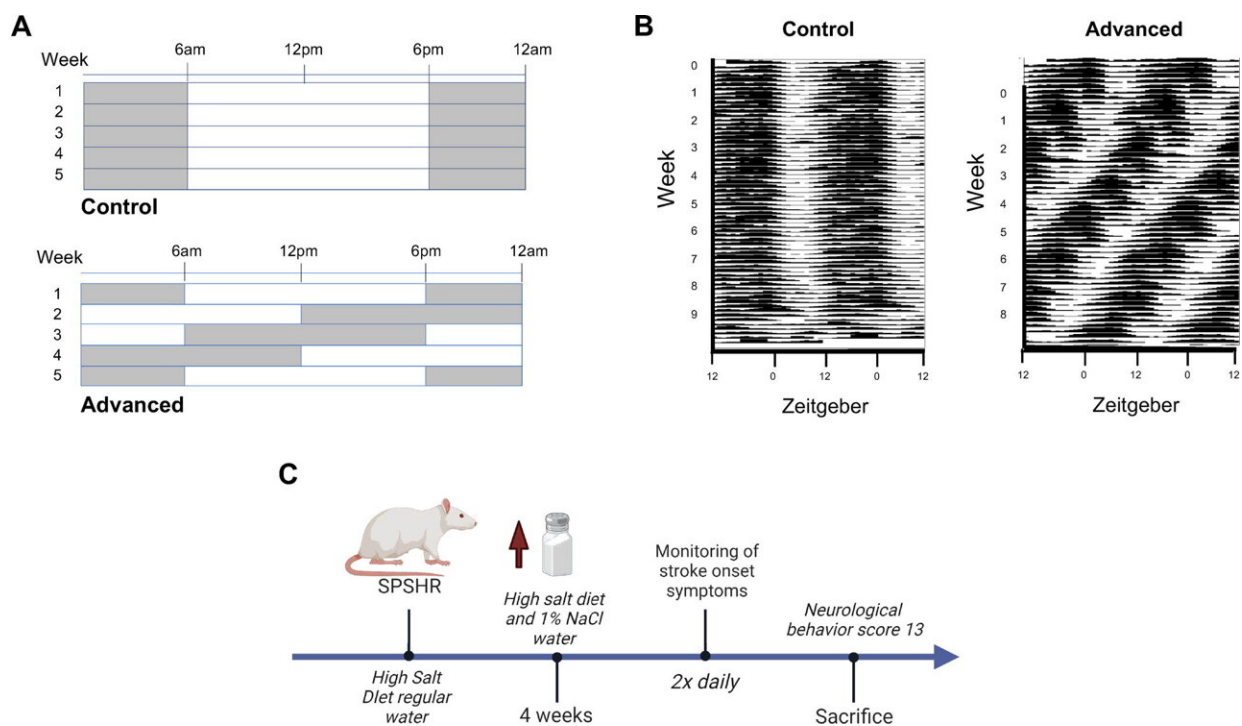 A
Week
6am
12pm
6pm
12am
1
2
3
4
5
Control
Week
6am
12pm
6pm
12am
1
2
3
4
5
Advanced
B
Control
Week
0
1
2
3
4
5
6
7
8
9
12
0
12
0
12
Zeitgeber
Advanced
Week
0
1
2
3
4
5
6
7
8
12
0
12
0
12
Zeitgeber
C
SPSHR
High Salt
DIet regular
water
High salt diet
and 1% NaCl
water
4 weeks
Monitoring of
stroke onset
symptoms
2x daily
Neurological
behavior score 13
Sacrifice